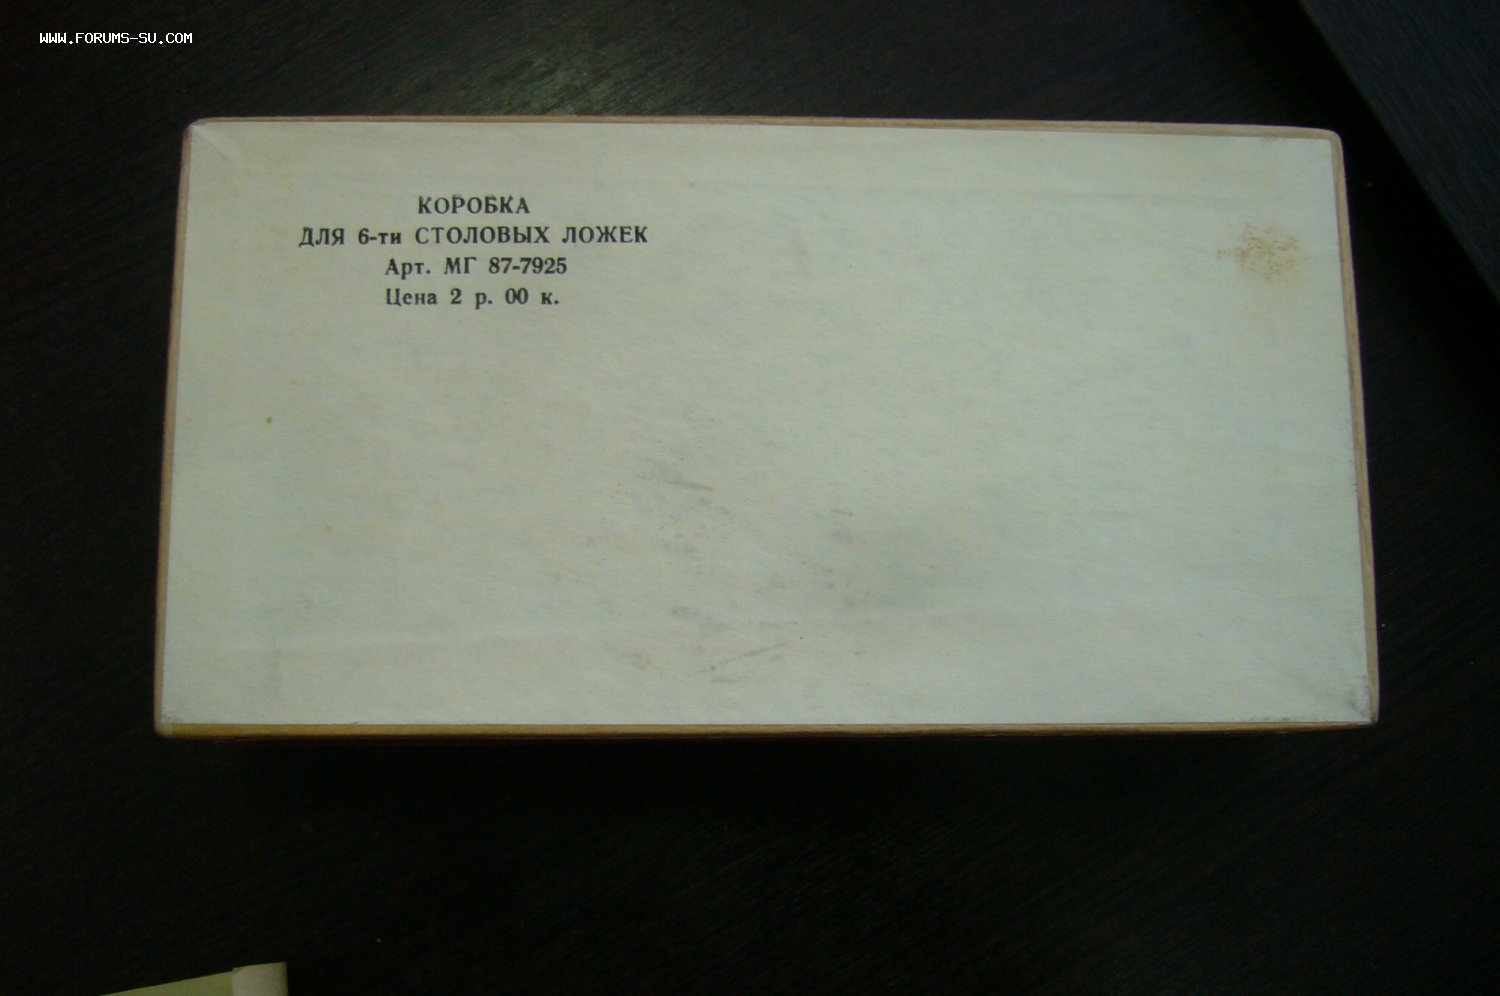 WWW.FORUMS-SU.COM
КОРОБКА
ДЛЯ 6-ти СТОЛОВЫХ ЛОЖЕК
Арт. МГ 87-7925
Цена 2 р. 00 к.